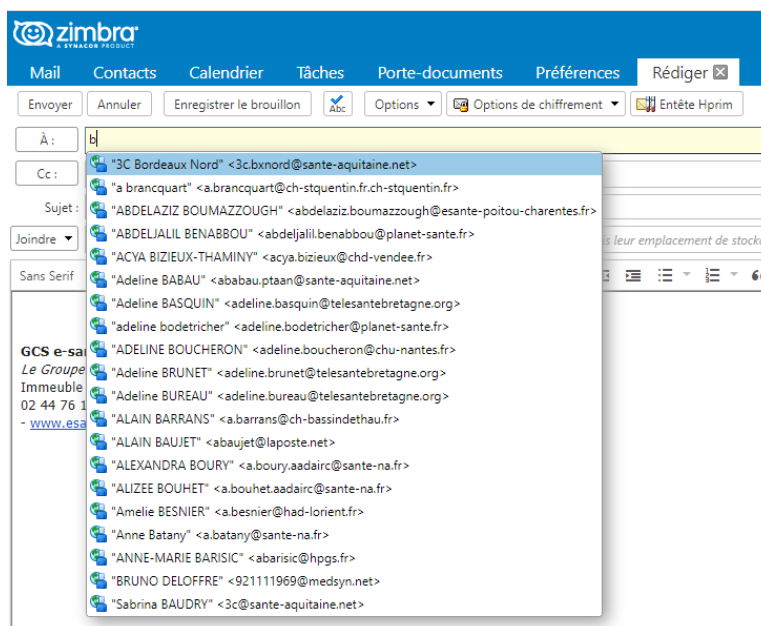 zimbra
A SYNACOR PRODUCT
Mail Contacts Calendrier Tâches Porte-documents Préférences Rédiger
Envoyer Annuler Enregistrer le brouillon Abc Options Options de chiffrement Entête Hprim
À : b
"3C Bordeaux Nord" <3c.bxnord@sante-aquitaine.net>
Cc :
"a brancquart" <a.brancquart@ch-stquentin.fr.ch-stquentin.fr>
Sujet :
"ABDELAZIZ BOUMAZZOUGH" <abdelaziz.boumazzough@esante-poitou-charentes.fr>
Joindre
"ABDELJALIL BENABBOU" <abdeljalil.benabbou@planet-sante.fr>
leur emplacement de stock
"ACYA BIZIEUX-THAMINY" <acya.bizieux@chd-vendee.fr>
Sans Serif
"Adeline BABAU" <ababau.ptaan@sante-aquitaine.net>
"Adeline BASQUIN" <adeline.basquin@telesantebretagne.org>
"adeline bodetricher" <adeline.bodetricher@planet-sante.fr>
GCS e-sa
"ADELINE BOUCHERON" <adeline.boucheron@chu-nantes.fr>
Le Groupe
"Adeline BRUNET" <adeline.brunet@telesantebretagne.org>
Immeuble
"Adeline BUREAU" <adeline.bureau@telesantebretagne.org>
02 44 76 1
"ALAIN BARRANS" <a.barrans@ch-bassindethau.fr>
- www.esa
"ALAIN BAUJET" <abaujet@laposte.net>
"ALEXANDRA BOURY" <a.boury.aadairc@sante-na.fr>
"ALIZEE BOUHET" <a.bouhet.aadairc@sante-na.fr>
"Amelie BESNIER" <a.besnier@had-lorient.fr>
"Anne Batany" <a.batany@sante-na.fr>
"ANNE-MARIE BARISIC" <abarisic@hpgs.fr>
"BRUNO DELOFFRE" <921111969@medsyn.net>
"Sabrina BAUDRY" <3c@sante-aquitaine.net>